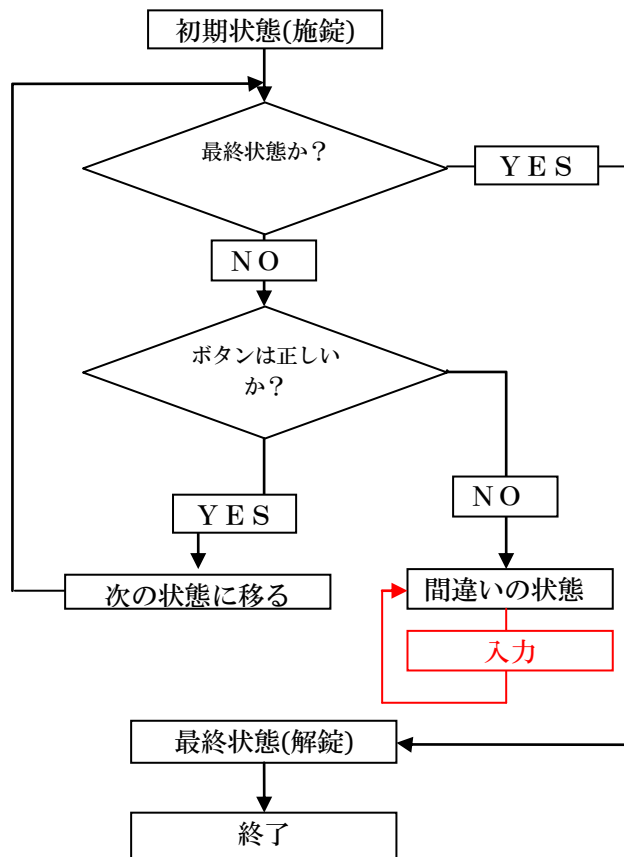 初期状態(施錠)
最終状態か？
ＹＥＳ
ＮＯ
ボタンは正しい
か？
ＹＥＳ
ＮＯ
次の状態に移る
間違いの状態
入力
最終状態(解錠)
終了